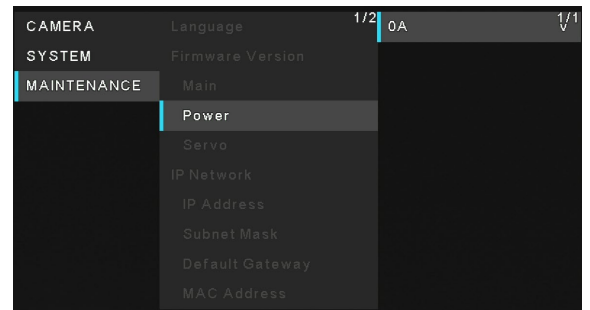 CAMERA
SYSTEM
MAINTENANCE
1/2
Language
Firmware Version
Main
Power
Servo
IP Network
IP Address
Subnet Mask
Default Gateway
MAC Address
1/1
0A